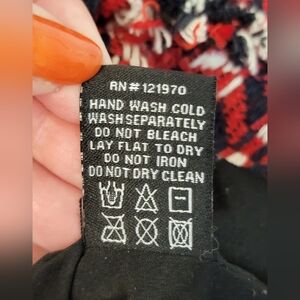 RN#121970
HAND WASH COLD
WASH SEPARATELY
DO NOT BLEACH
LAY FLAT TO DRY
DO NOT IRON
DO NOT DRY CLEAN